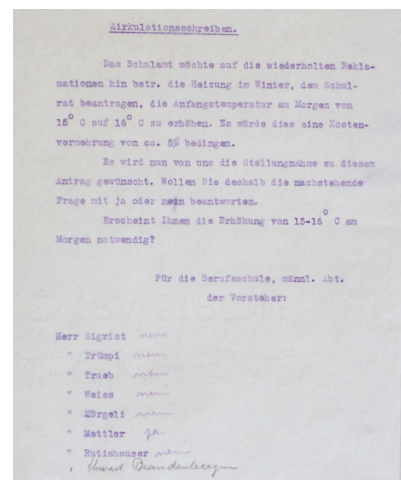 Zirkulationsschreiben.
Das Schulamt möchte auf die wiederholten Rekla-
mationen hin betr. die Heizung im Winter, dem Schul-
rat beantragen, die Anfangstemperatur am Morgen von
15° C auf 16° C zu erhöhen. Es würde dies eine Kosten-
vermehrung von ca. 5% bedingen.
Es wird nun von uns die Stellungnahme zu diesem
Antrag gewünscht. Wollen Sie deshalb die nachstehende
Frage mit ja oder nein beantworten.
Erscheint Ihnen die Erhöhung von 15-16° C am
Morgen notwendig?
Für die Berufsschule, männl. Abt.
der Vorsteher:
Herr Sigrist nein
" Trümpi nein
" Traeb nein
" Weiss nein
" Mörgeli nein
" Mettler ja
" Rutishauser nein
"